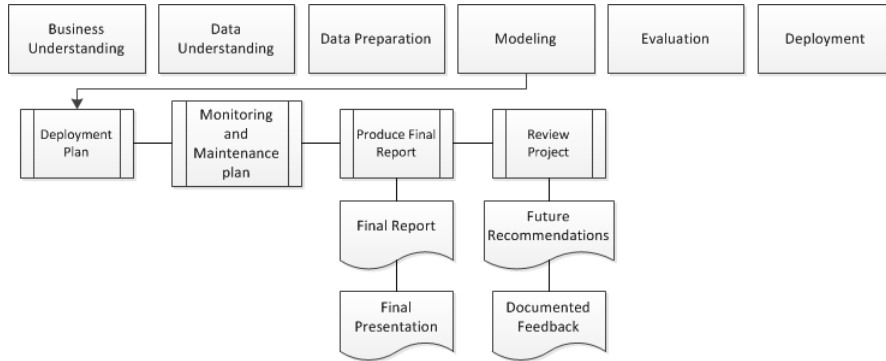 Business
Understanding
Data
Understanding
Data Preparation
Modeling
Evaluation
Deployment
Deployment
Plan
Monitoring
and
Maintenance
plan
Produce Final
Report
Review
Project
Final Report
Future
Recommendations
Final
Presentation
Documented
Feedback